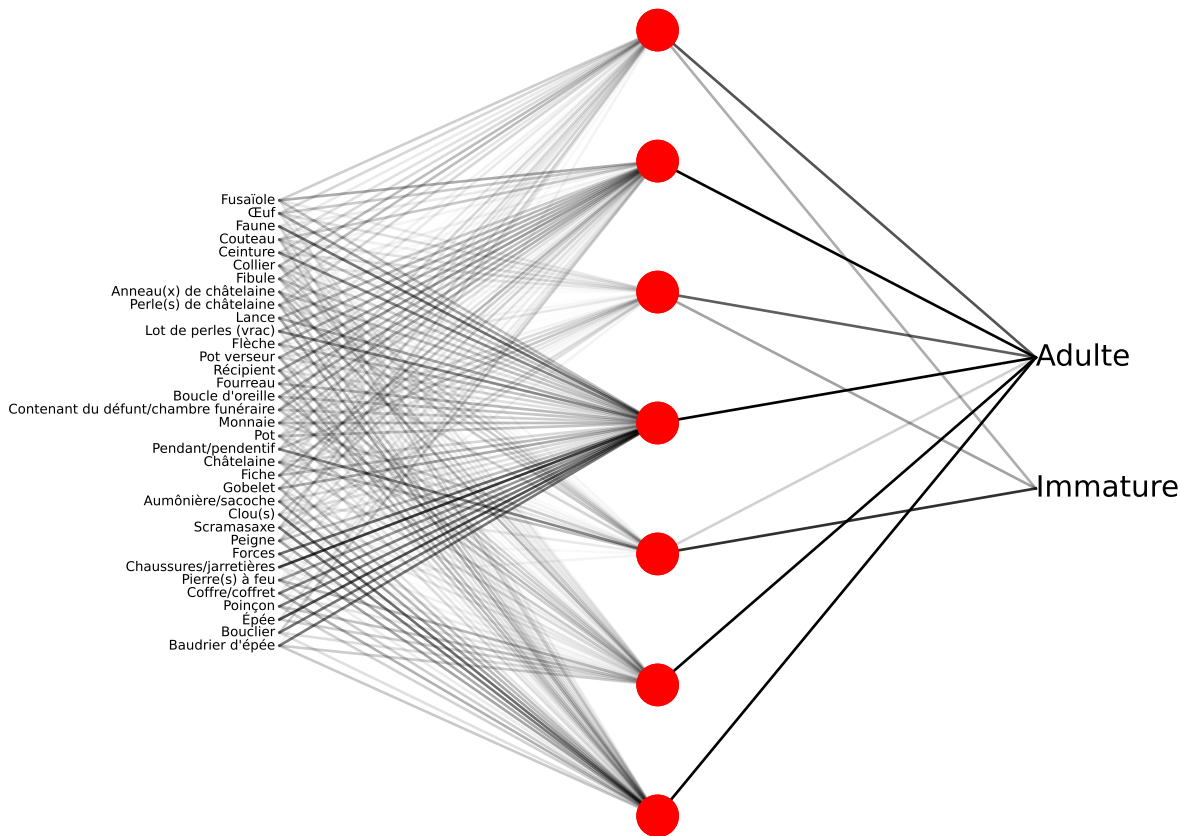 Fusaïole
Œuf
Faune
Couteau
Ceinture
Collier
Fibule
Anneau(x) de châtelaine
Perle(s) de châtelaine
Lance
Lot de perles (vrac)
Flèche
Pot verseur
Récipient
Fourreau
Boucle d'oreille
Contenant du défunt/chambre funéraire
Monnaie
Pot
Pendant/pendentif
Châtelaine
Fiche
Gobelet
Aumônière/sacoche
Clou(s)
Scramasaxe
Peigne
Forces
Chaussures/jarretières
Pierre(s) à feu
Coffre/coffret
Poinçon
Épée
Bouclier
Baudrier d'épée
Adulte
Immature